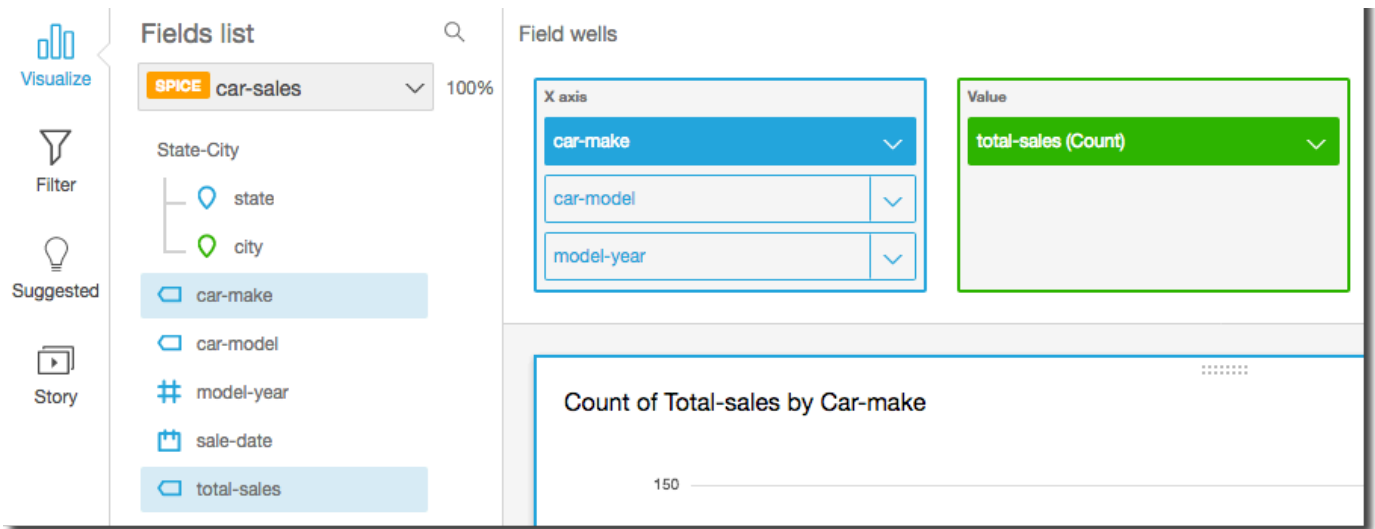 Visualize
Filter
Suggested
Story
Fields list
SPICE car-sales
100%
State-City
state
city
car-make
car-model
model-year
sale-date
total-sales
Field wells
X axis
car-make
car-model
model-year
Value
total-sales (Count)
Count of Total-sales by Car-make
150